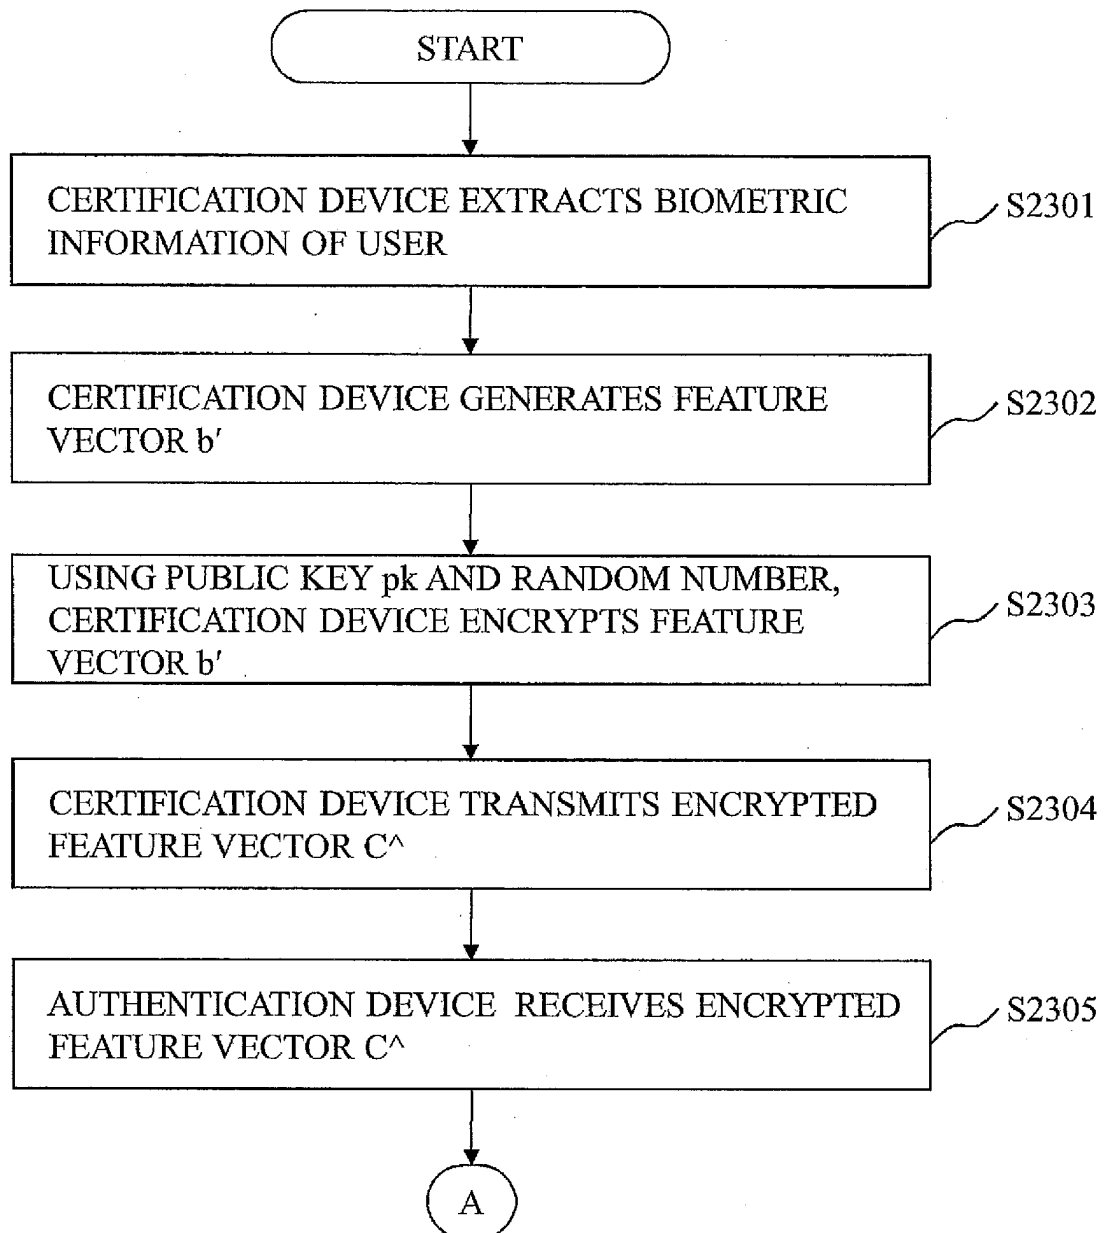 START
CERTIFICATION DEVICE EXTRACTS BIOMETRIC
INFORMATION OF USER
S2301
CERTIFICATION DEVICE GENERATES FEATURE
VECTOR b′
S2302
USING PUBLIC KEY pk AND RANDOM NUMBER,
CERTIFICATION DEVICE ENCRYPTS FEATURE
VECTOR b′
S2303
CERTIFICATION DEVICE TRANSMITS ENCRYPTED
FEATURE VECTOR C^
S2304
AUTHENTICATION DEVICE RECEIVES ENCRYPTED
FEATURE VECTOR C^
S2305
A